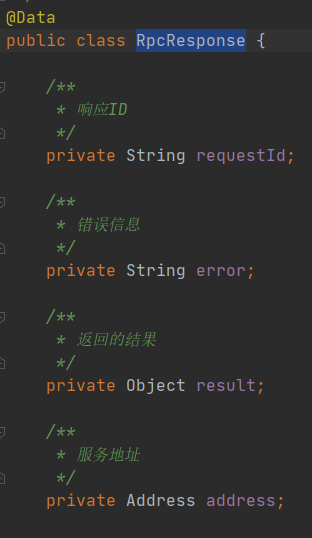 @Data
public class RpcResponse {
/**
* 响应ID
*/
private String requestId;
/**
* 错误信息
*/
private String error;
/**
* 返回的结果
*/
private Object result;
/**
* 服务地址
*/
private Address address;